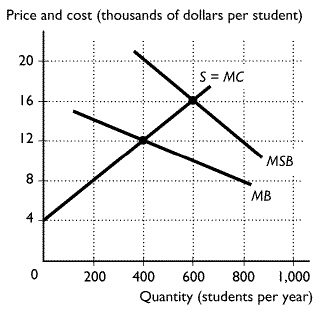 Price and cost (thousands of dollars per student)
20
S = MC
16
12
MSB
8
MB
4
0
200 400 600 800 1,000
Quantity (students per year)